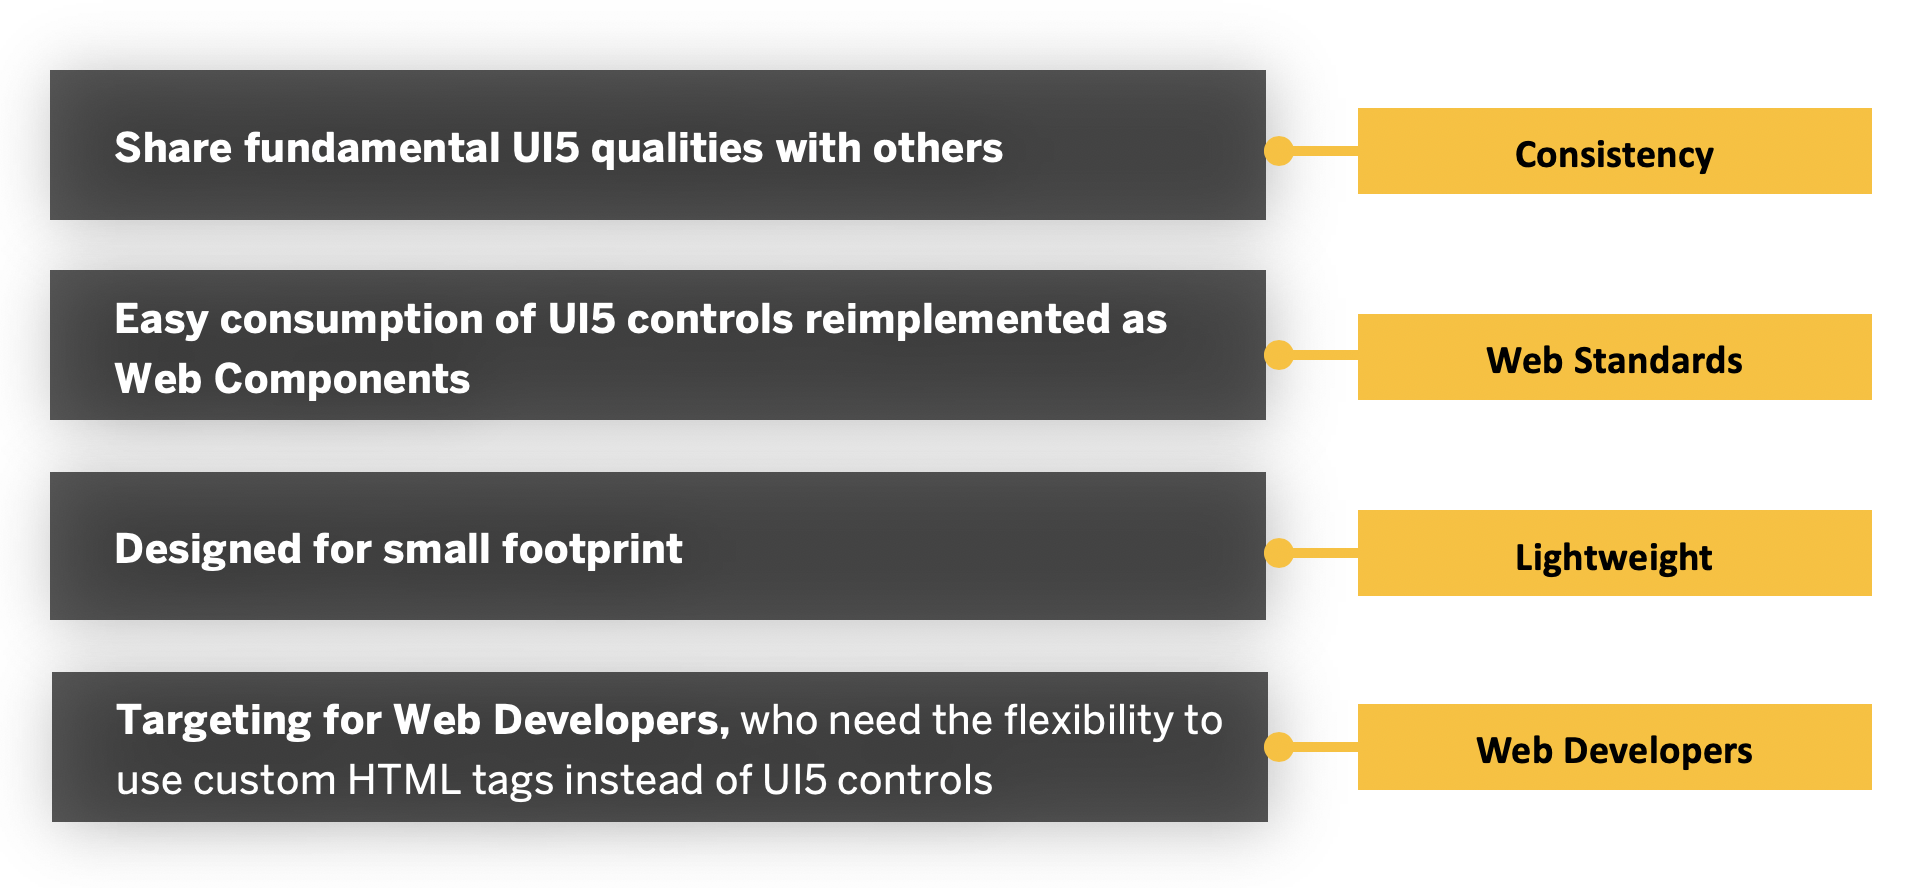 Share fundamental UI5 qualities with others
Consistency
Easy consumption of UI5 controls reimplemented as
Web Components
Web Standards
Designed for small footprint
Lightweight
Targeting for Web Developers, who need the flexibility to
use custom HTML tags instead of UI5 controls
Web Developers